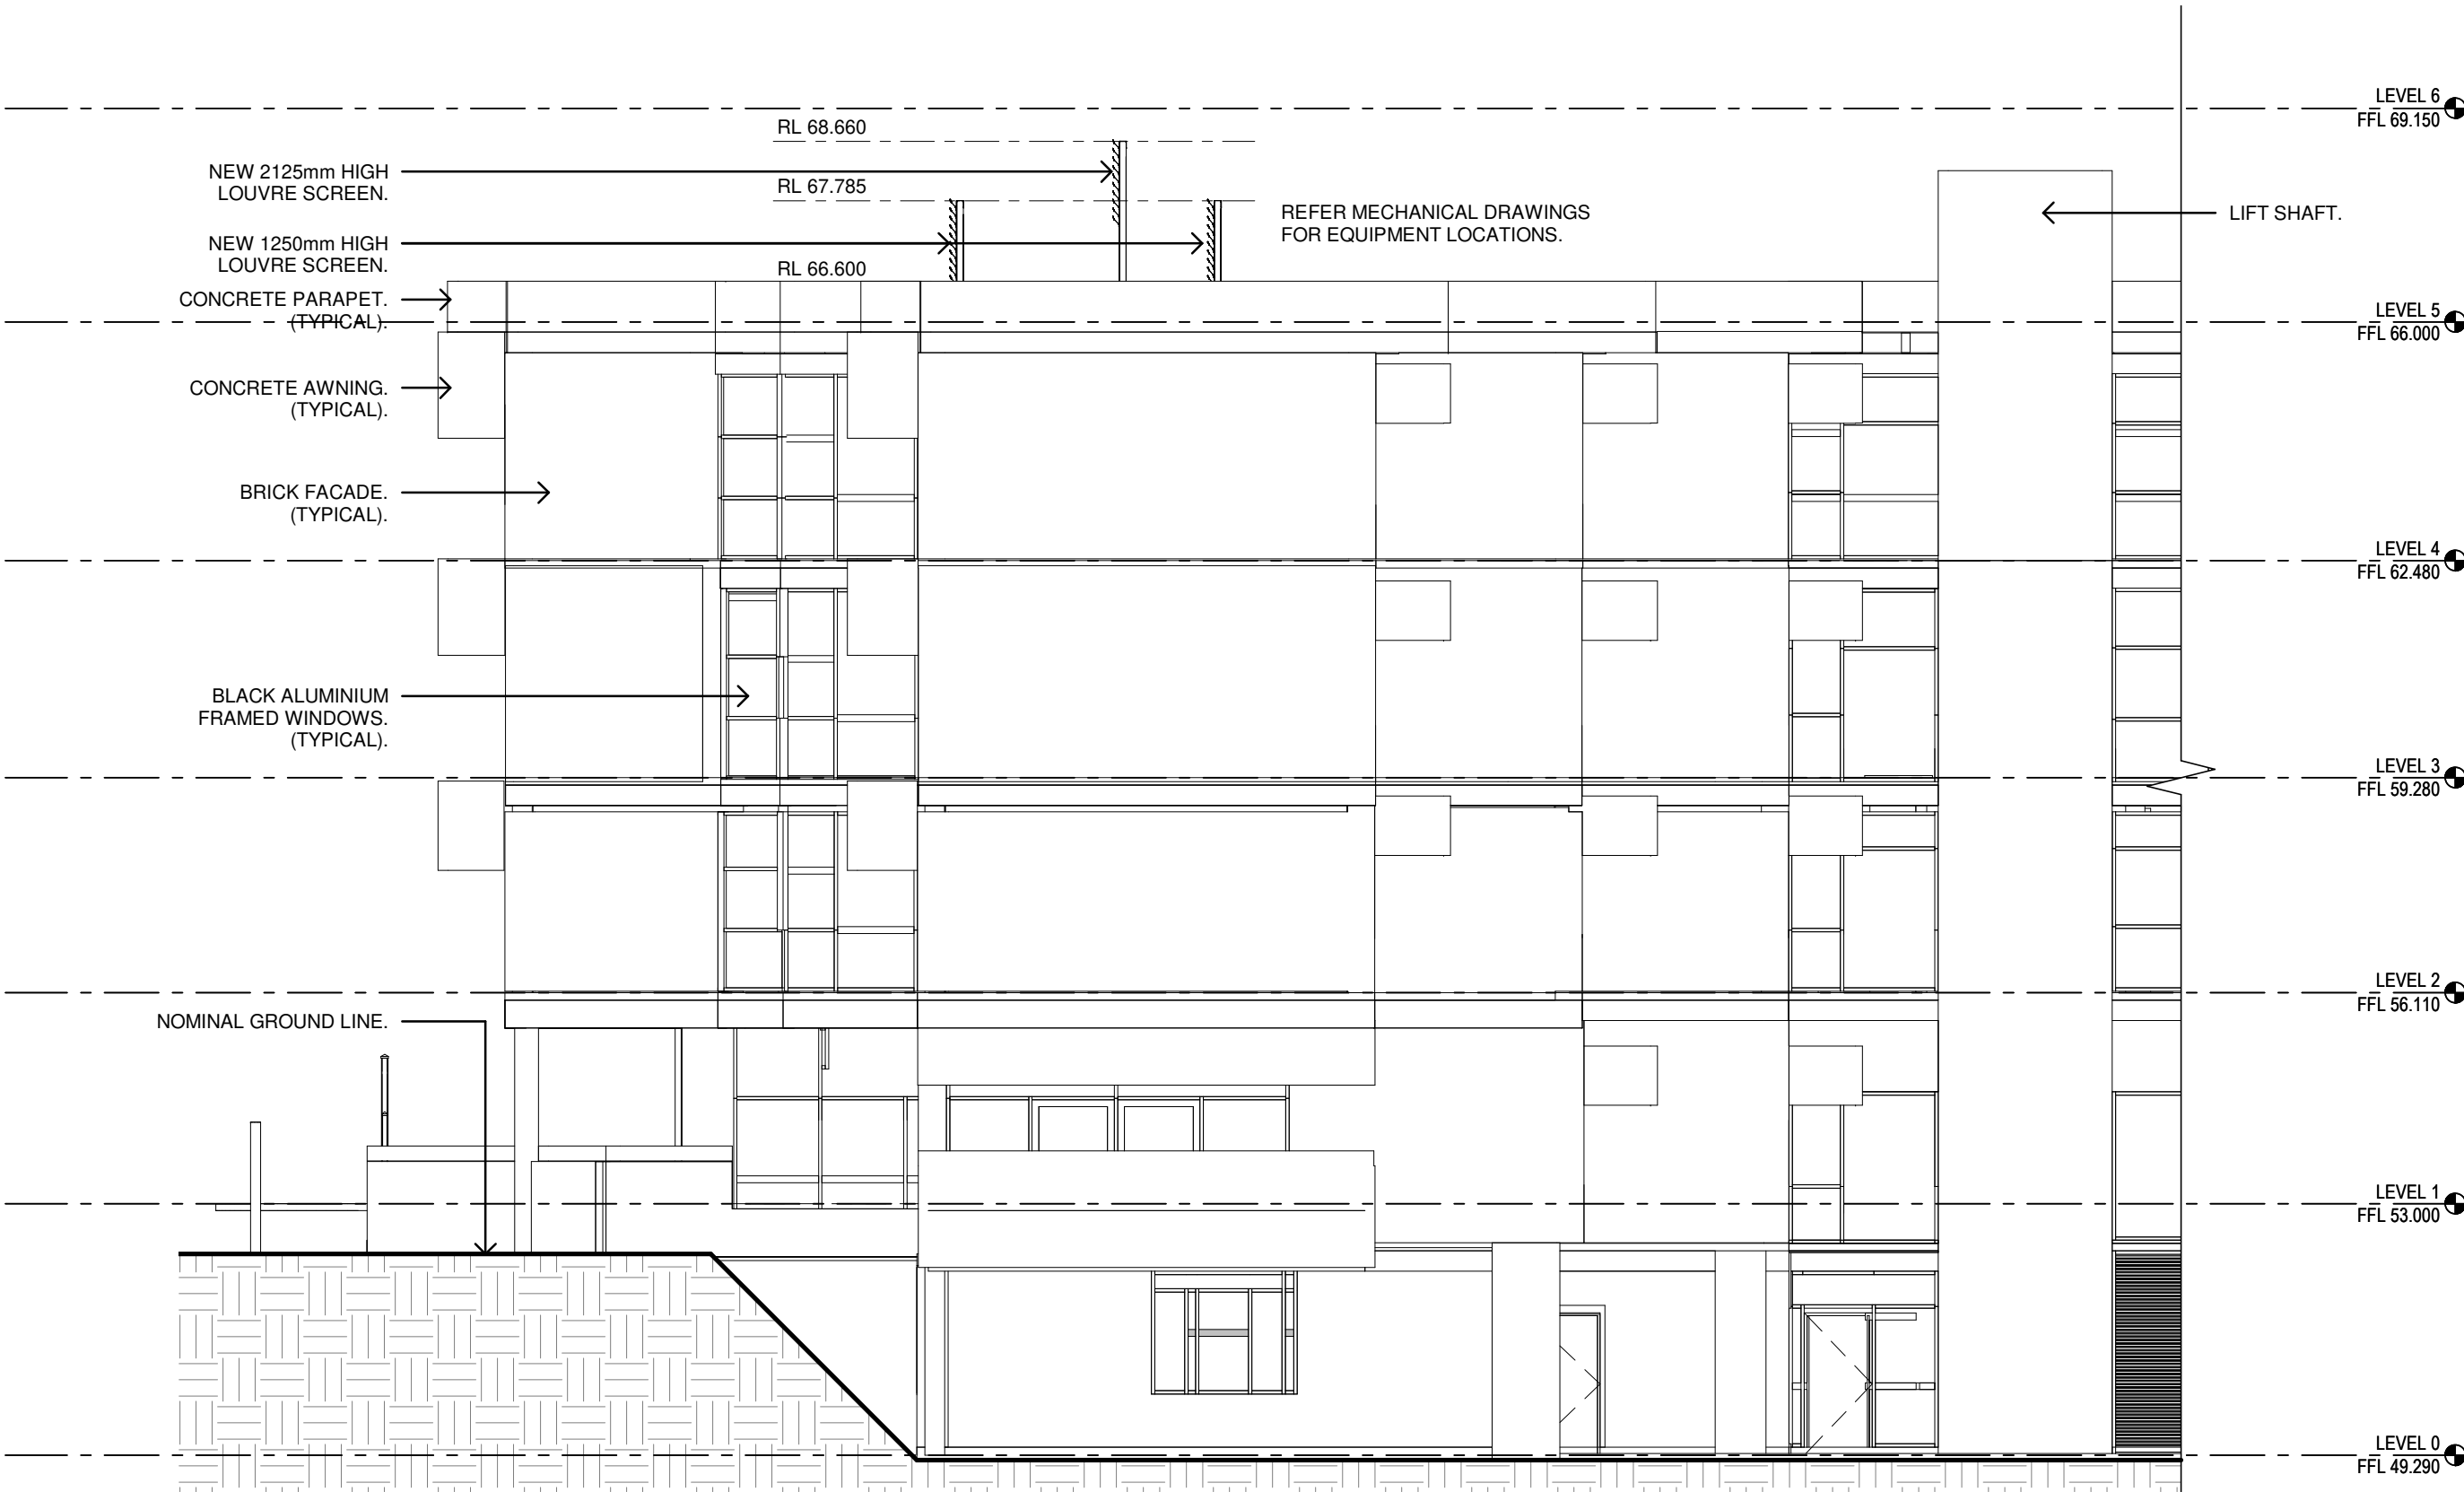 LEVEL 6
FFL 69.150
RL 68.660
NEW 2125mm HIGH
LOUVRE SCREEN.
RL 67.785
REFER MECHANICAL DRAWINGS
FOR EQUIPMENT LOCATIONS.
LIFT SHAFT.
NEW 1250mm HIGH
LOUVRE SCREEN.
RL 66.600
CONCRETE PARAPET.
(TYPICAL).
LEVEL 5
FFL 66.000
CONCRETE AWNING.
(TYPICAL).
BRICK FACADE.
(TYPICAL).
LEVEL 4
FFL 62.480
BLACK ALUMINIUM
FRAMED WINDOWS.
(TYPICAL).
LEVEL 3
FFL 59.280
LEVEL 2
FFL 56.110
NOMINAL GROUND LINE.
LEVEL 1
FFL 53.000
LEVEL 0
FFL 49.290